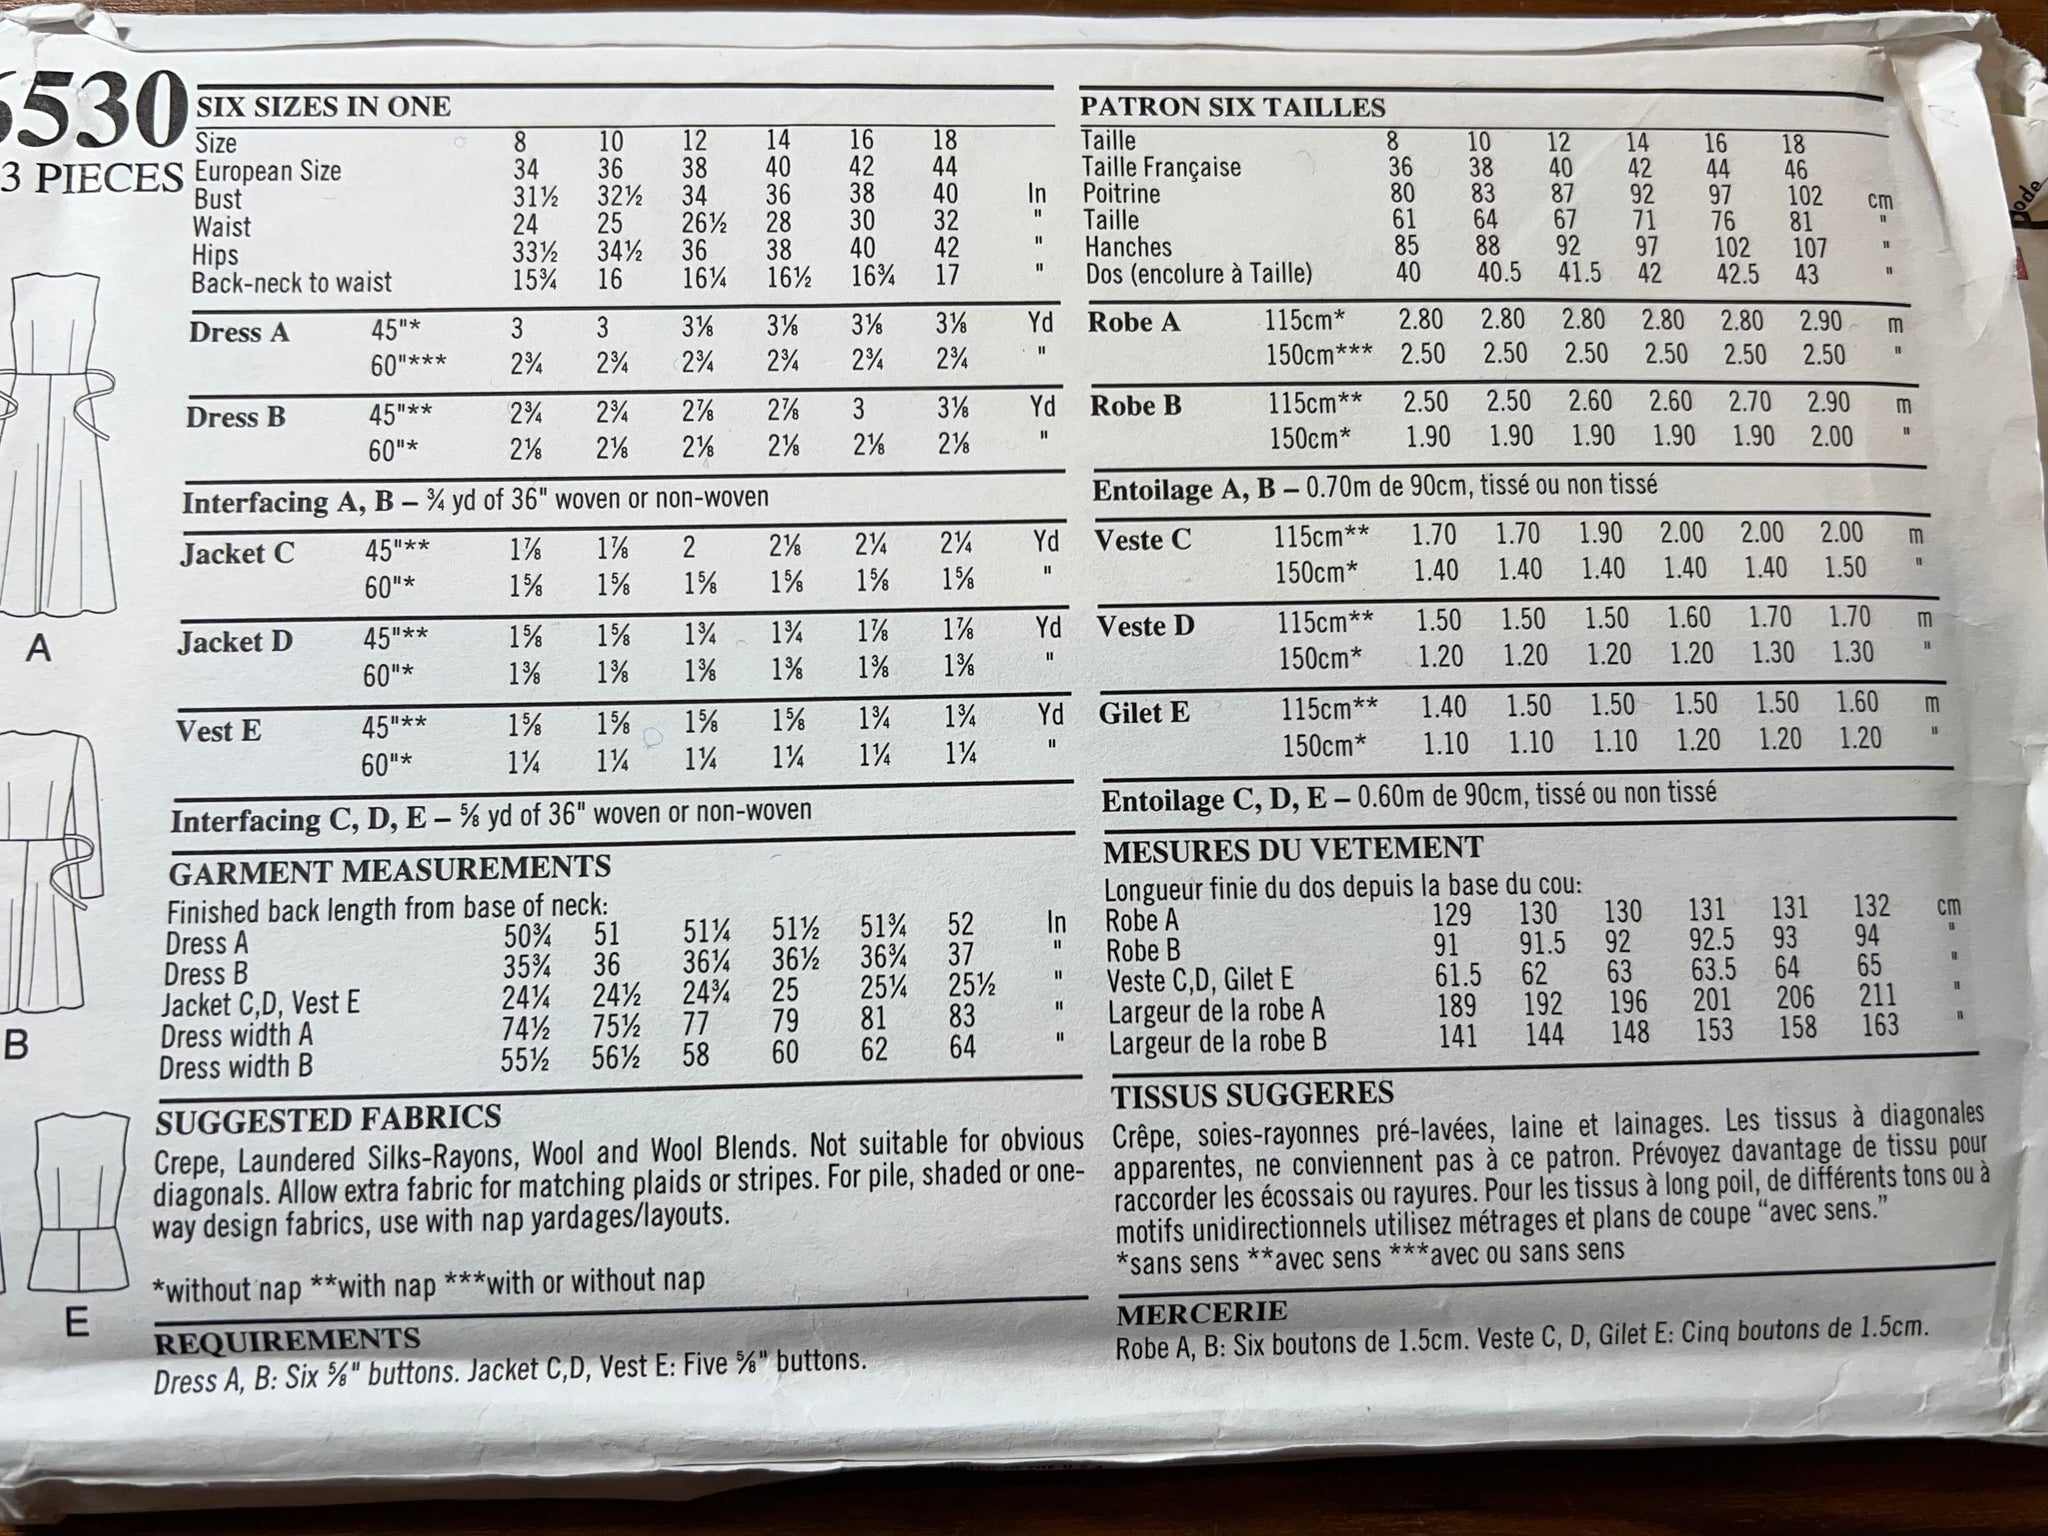 6530
3 PIECES
SIX SIZES IN ONE
Size 8 10 12 14 16 18
European Size 34 36 38 40 42 44
Bust 31½ 32½ 34 36 38 40 In
Waist 24 25 26½ 28 30 32 "
Hips 33½ 34½ 36 38 40 42 "
Back-neck to waist 15¾ 16 16¼ 16½ 16¾ 17 "
Dress A 45"* 3 3 3⅛ 3⅛ 3⅛ 3⅛ Yd
60"*** 2¾ 2¾ 2¾ 2¾ 2¾ 2¾ "
Dress B 45"** 2¾ 2¾ 2⅞ 2⅞ 3 3⅛ Yd
60"* 2⅛ 2⅛ 2⅛ 2⅛ 2⅛ 2⅛ "
Interfacing A, B – ¾ yd of 36" woven or non-woven
Jacket C 45"** 1⅞ 1⅞ 2 2⅛ 2¼ 2¼ Yd
60"* 1⅝ 1⅝ 1⅝ 1⅝ 1⅝ 1⅝ "
Jacket D 45"** 1⅝ 1⅝ 1¾ 1¾ 1⅞ 1⅞ Yd
60"* 1⅜ 1⅜ 1⅜ 1⅜ 1⅜ 1⅜ "
Vest E 45"** 1⅝ 1⅝ 1⅝ 1⅝ 1¾ 1¾ Yd
60"* 1¼ 1¼ 1¼ 1¼ 1¼ 1¼ "
Interfacing C, D, E – ⅝ yd of 36" woven or non-woven
GARMENT MEASUREMENTS
Finished back length from base of neck:
Dress A 50¾ 51 51¼ 51½ 51¾ 52 In
Dress B 35¾ 36 36¼ 36½ 36¾ 37 "
Jacket C,D, Vest E 24¼ 24½ 24¾ 25 25¼ 25½ "
Dress width A 74½ 75½ 77 79 81 83 "
Dress width B 55½ 56½ 58 60 62 64 "
SUGGESTED FABRICS
Crepe, Laundered Silks-Rayons, Wool and Wool Blends. Not suitable for obvious
diagonals. Allow extra fabric for matching plaids or stripes. For pile, shaded or one-
way design fabrics, use with nap yardages/layouts.
*without nap **with nap ***with or without nap
REQUIREMENTS
Dress A, B: Six ⅝" buttons. Jacket C,D, Vest E: Five ⅝" buttons.
PATRON SIX TAILLES
Taille 8 10 12 14 16 18
Taille Française 36 38 40 42 44 46
Poitrine 80 83 87 92 97 102 cm
Taille 61 64 67 71 76 81 "
Hanches 85 88 92 97 102 107 "
Dos (encolure à Taille) 40 40.5 41.5 42 42.5 43 "
Robe A 115cm* 2.80 2.80 2.80 2.80 2.80 2.90 m
150cm*** 2.50 2.50 2.50 2.50 2.50 2.50 "
Robe B 115cm** 2.50 2.50 2.60 2.60 2.70 2.90 m
150cm* 1.90 1.90 1.90 1.90 1.90 2.00 "
Entoilage A, B – 0.70m de 90cm, tissé ou non tissé
Veste C 115cm** 1.70 1.70 1.90 2.00 2.00 2.00 m
150cm* 1.40 1.40 1.40 1.40 1.40 1.50 "
Veste D 115cm** 1.50 1.50 1.50 1.60 1.70 1.70 m
150cm* 1.20 1.20 1.20 1.20 1.30 1.30 "
Gilet E 115cm** 1.40 1.50 1.50 1.50 1.50 1.60 m
150cm* 1.10 1.10 1.10 1.20 1.20 1.20 "
Entoilage C, D, E – 0.60m de 90cm, tissé ou non tissé
MESURES DU VETEMENT
Longueur finie du dos depuis la base du cou:
Robe A 129 130 130 131 131 132 cm
Robe B 91 91.5 92 92.5 93 94 "
Veste C,D, Gilet E 61.5 62 63 63.5 64 65 "
Largeur de la robe A 189 192 196 201 206 211 "
Largeur de la robe B 141 144 148 153 158 163 "
TISSUS SUGGERES
Crêpe, soies-rayonnes pré-lavées, laine et lainages. Les tissus à diagonales
apparentes, ne conviennent pas à ce patron. Prévoyez davantage de tissu pour
raccorder les écossais ou rayures. Pour les tissus à long poil, de différents tons ou à
motifs unidirectionnels utilisez métrages et plans de coupe “avec sens.”
*sans sens **avec sens ***avec ou sans sens
MERCERIE
Robe A, B: Six boutons de 1.5cm. Veste C, D, Gilet E: Cinq boutons de 1.5cm.
A
B
E